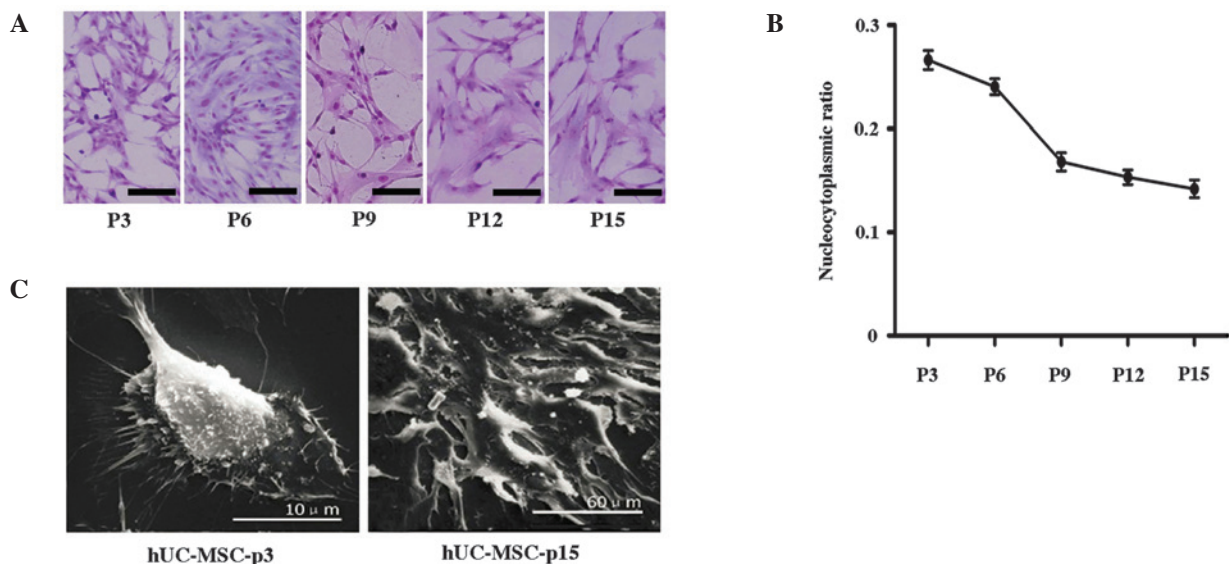 A
P3 P6 P9 P12 P15
B
0.3
0.2
0.1
0
Nucleocytoplasmic ratio
P3 P6 P9 P12 P15
C
10 μm
60 μm
hUC-MSC-p3 hUC-MSC-p15